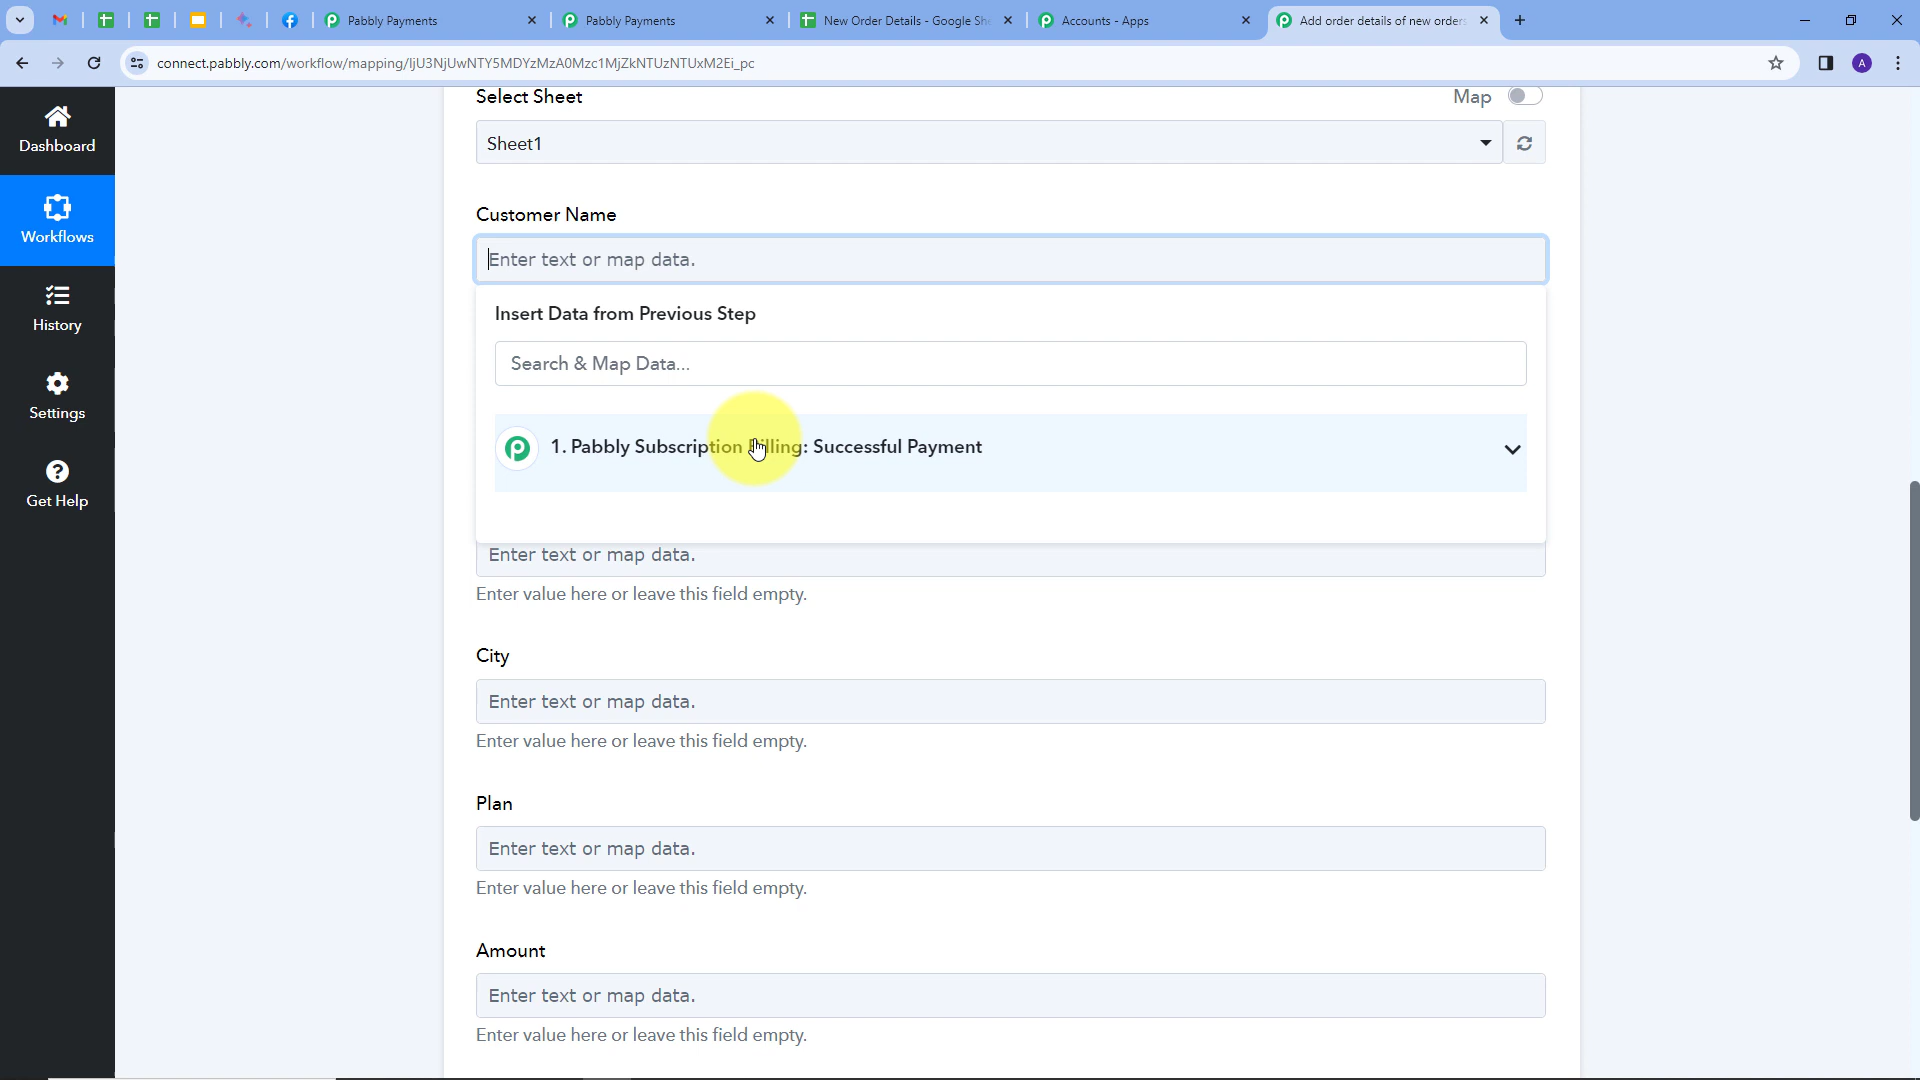 Pabbly Payments
Pabbly Payments
New Order Details - Google She
Accounts - Apps
Add order details of new orders
connect.pabbly.com/workflow/mapping/IjU3NjUwNTY5MDYzMzA0Mzc1MjZkNTUzNTUxM2Ei_pc
A
Dashboard
Workflows
History
Settings
Get Help
Select Sheet
Map
Sheet1
Customer Name
Enter text or map data.
Insert Data from Previous Step
Search & Map Data...
1. Pabbly Subscription Billing: Successful Payment
Enter text or map data.
Enter value here or leave this field empty.
City
Enter text or map data.
Enter value here or leave this field empty.
Plan
Enter text or map data.
Enter value here or leave this field empty.
Amount
Enter text or map data.
Enter value here or leave this field empty.